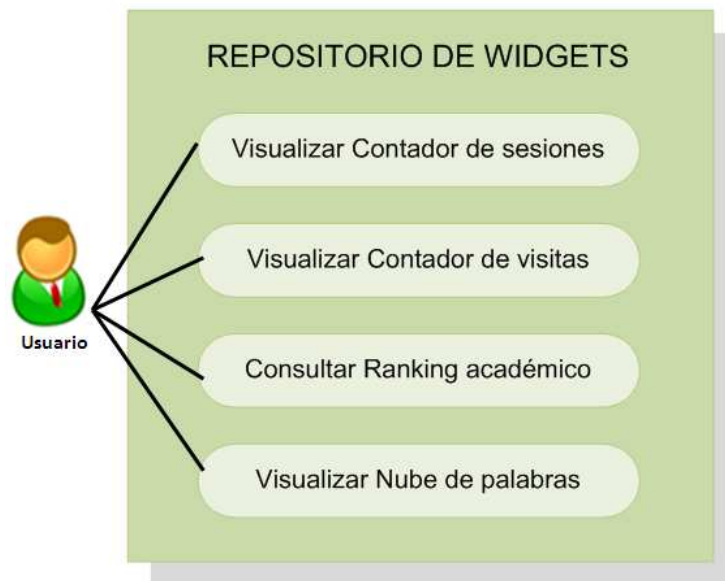 REPOSITORIO DE WIDGETS
Visualizar Contador de sesiones
Visualizar Contador de visitas
Usuario
Consultar Ranking académico
Visualizar Nube de palabras